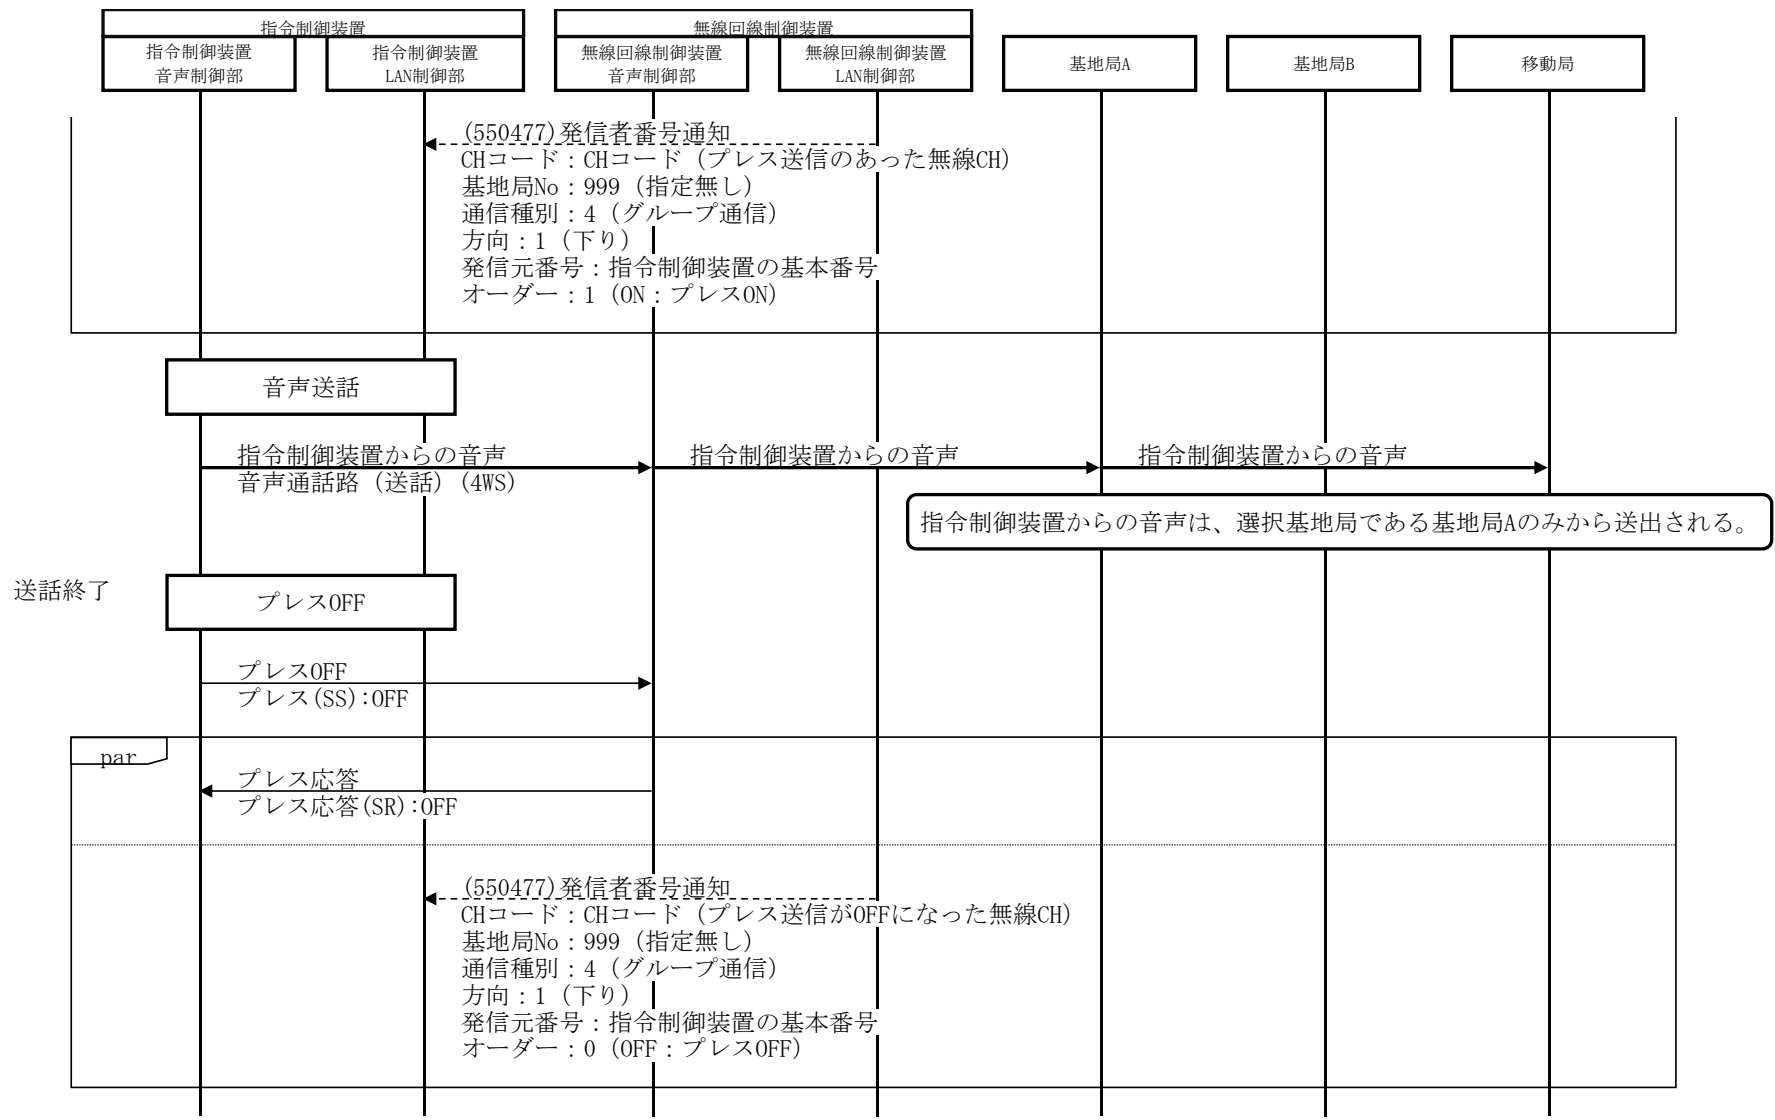 指令制御装置
無線回線制御装置
指令制御装置
音声制御部
指令制御装置
LAN制御部
無線回線制御装置
音声制御部
無線回線制御装置
LAN制御部
基地局A
基地局B
移動局
(550477)発信者番号通知
CHコード：CHコード（プレス送信のあった無線CH）
基地局No：999（指定無し）
通信種別：4（グループ通信）
方向：1（下り）
発信元番号：指令制御装置の基本番号
オーダー：1（ON：プレスON）
音声送話
指令制御装置からの音声
音声通話路（送話）(4WS)
指令制御装置からの音声
指令制御装置からの音声
指令制御装置からの音声は、選択基地局である基地局Aのみから送出される。
送話終了
プレスOFF
プレスOFF
プレス(SS):OFF
par
プレス応答
プレス応答(SR):OFF
(550477)発信者番号通知
CHコード：CHコード（プレス送信がOFFになった無線CH）
基地局No：999（指定無し）
通信種別：4（グループ通信）
方向：1（下り）
発信元番号：指令制御装置の基本番号
オーダー：0（OFF：プレスOFF）